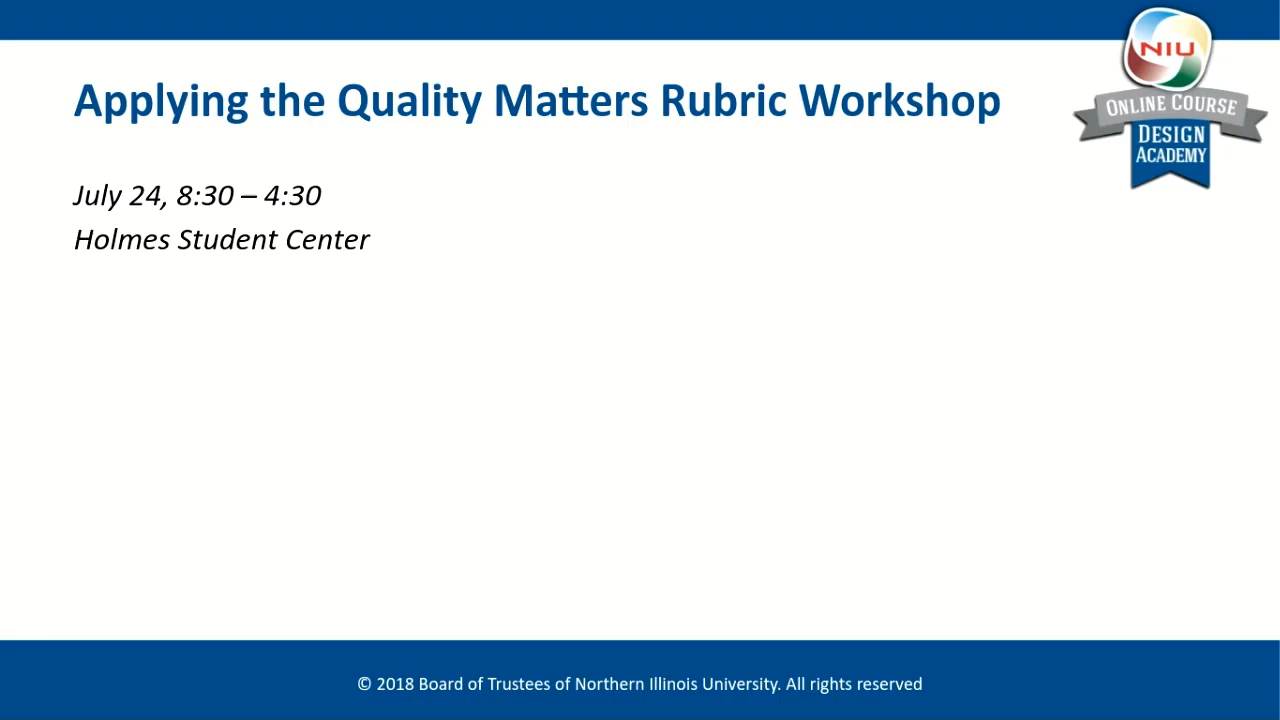 Applying the Quality Matters Rubric Workshop
NIU
ONLINE COURSE
DESIGN
ACADEMY
July 24, 8:30 – 4:30
Holmes Student Center
© 2018 Board of Trustees of Northern Illinois University. All rights reserved